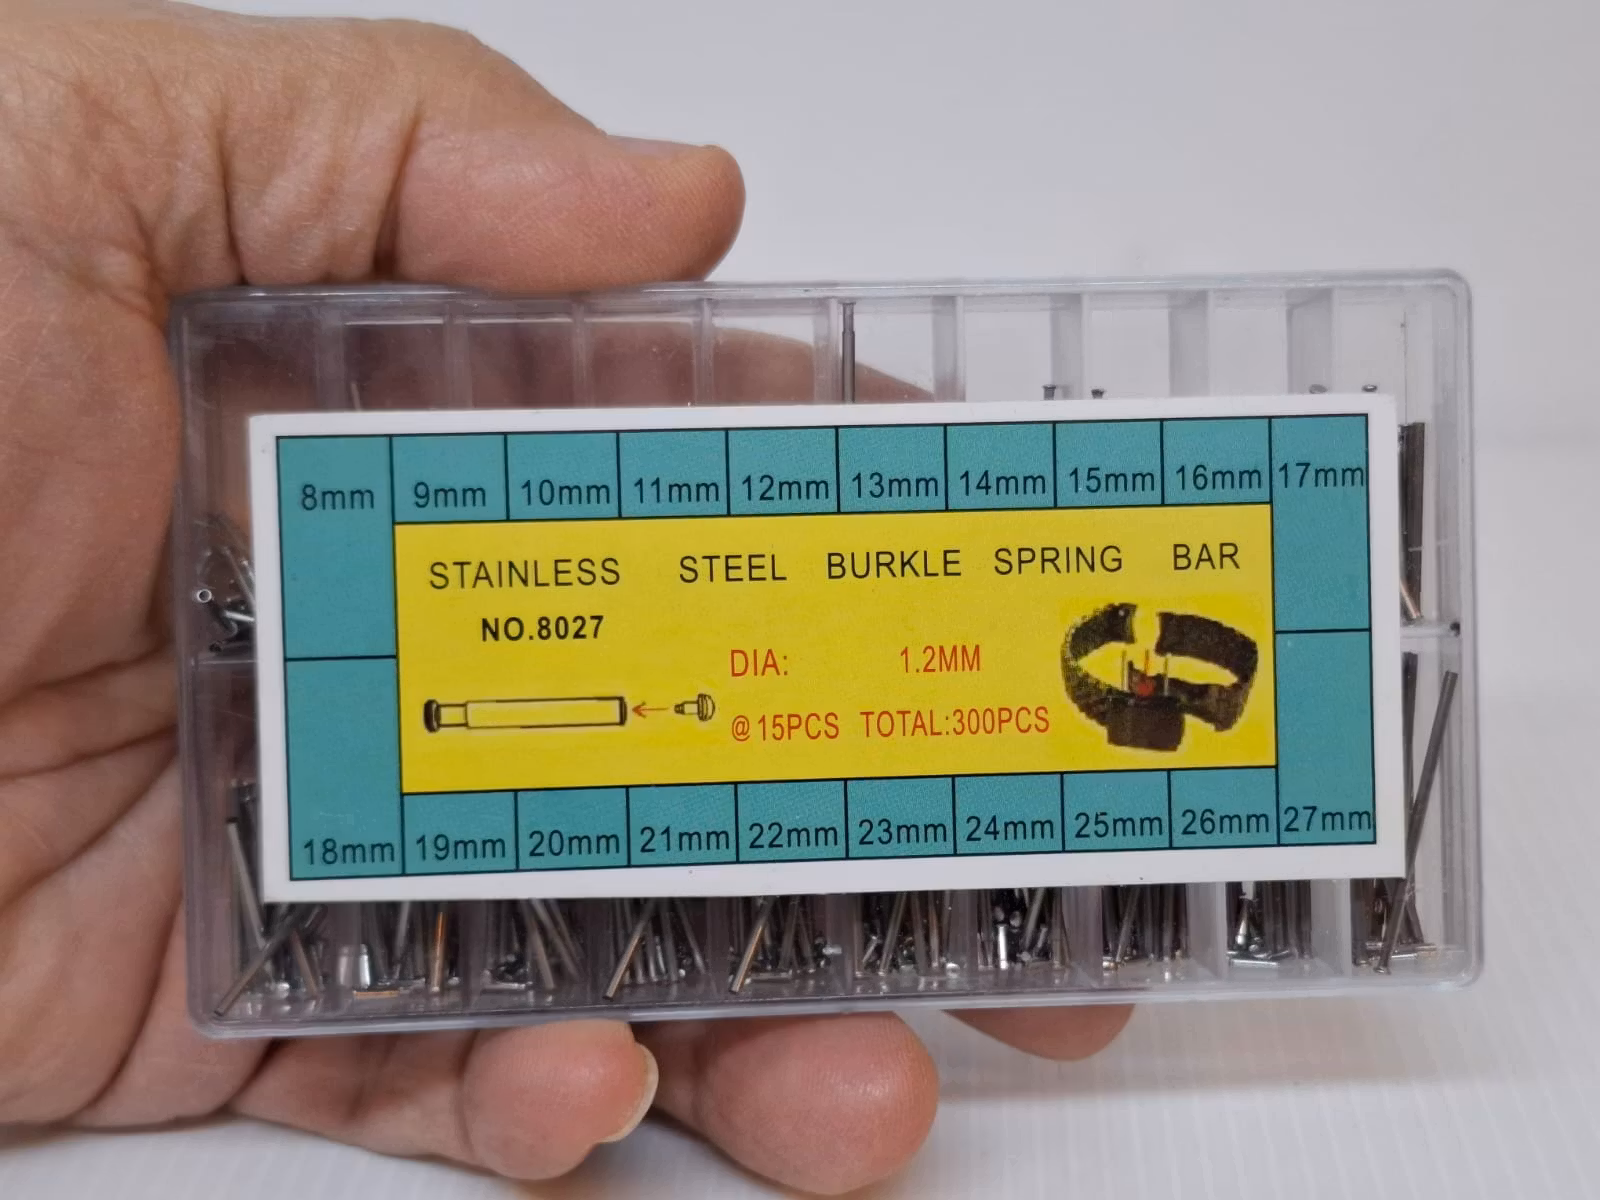 8mm 9mm 10mm 11mm 12mm 13mm 14mm 15mm 16mm 17mm
STAINLESS STEEL BURKLE SPRING BAR
NO.8027
DIA: 1.2MM
@15PCS TOTAL:300PCS
18mm 19mm 20mm 21mm 22mm 23mm 24mm 25mm 26mm 27mm